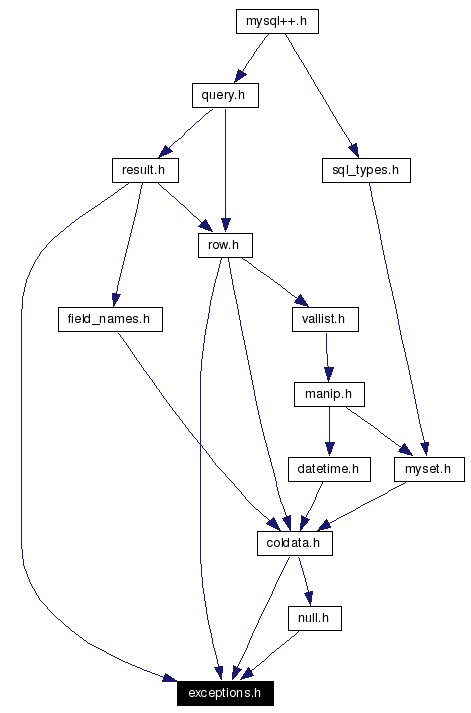 mysql++.h
query.h
result.h
sql_types.h
row.h
field_names.h
vallist.h
manip.h
datetime.h
myset.h
coldata.h
null.h
exceptions.h